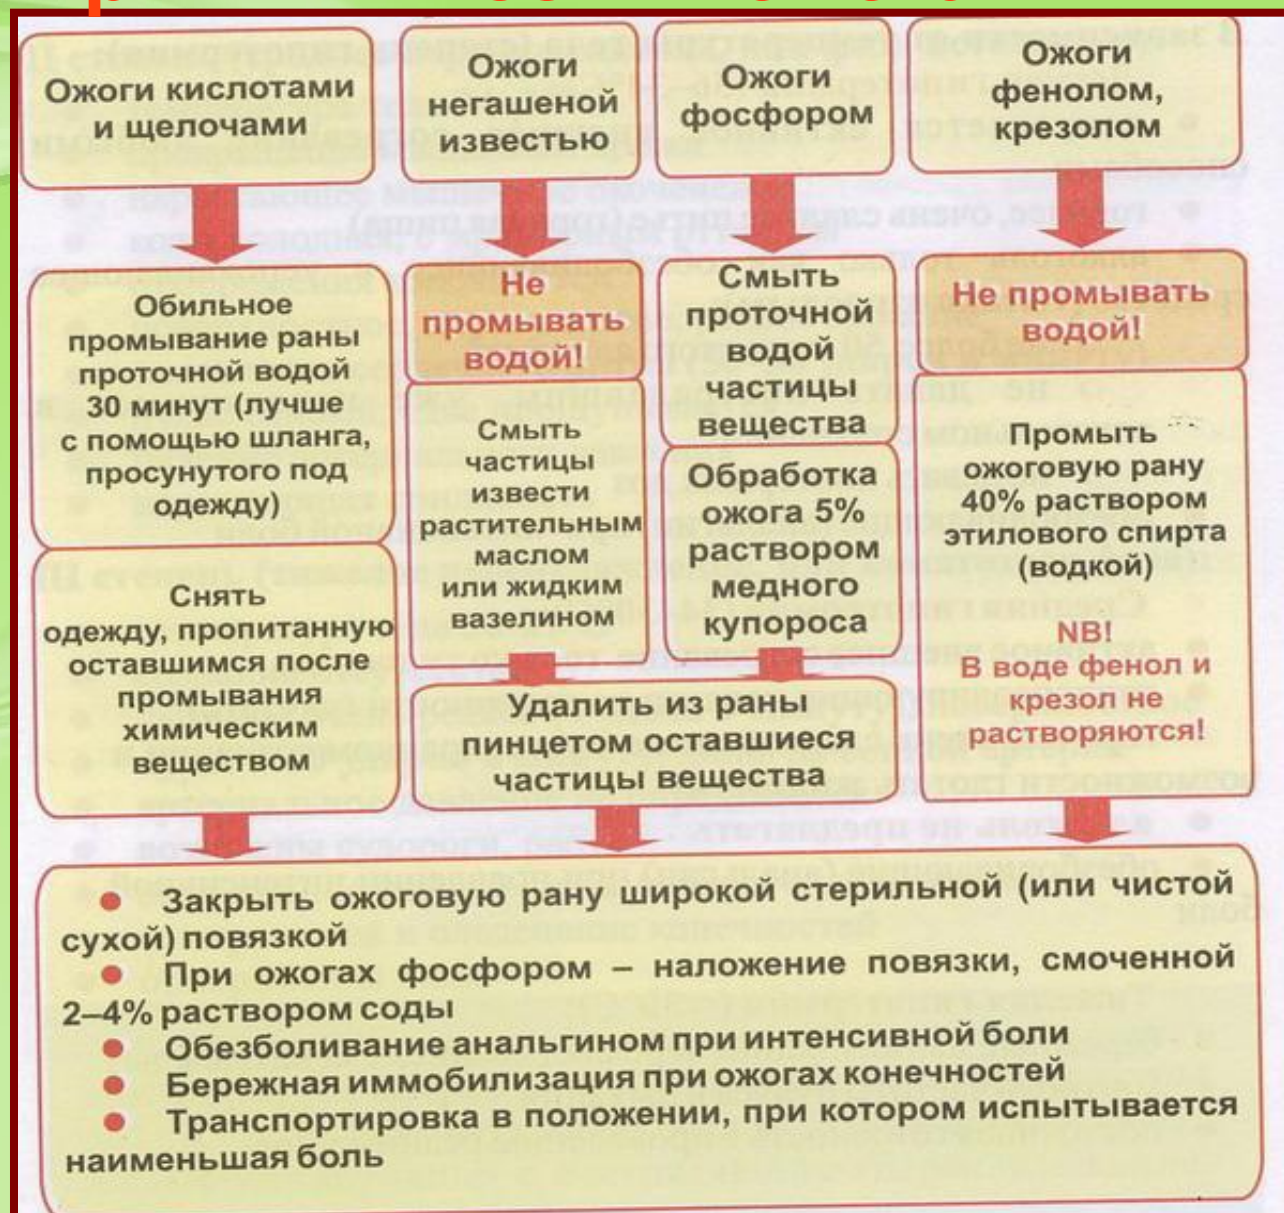 Ожоги кислотами
и щелочами
Ожоги
негашеной
известью
Ожоги
фосфором
Ожоги
фенолом,
крезолом
Обильное
промывание раны
проточной водой
30 минут (лучше
с помощью шланга,
просунутого под
одежду)
Снять
одежду, пропитанную
оставшимся после
промывания
химическим
веществом
Не
промывать
водой!
Смыть
частицы
извести
растительным
маслом
или жидким
вазелином
Смыть
проточной
водой
частицы
вещества
Обработка
ожога 5%
раствором
медного
купороса
Удалить из раны
пинцетом оставшиеся
частицы вещества
Не промывать
водой!
Промыть
ожоговую рану
40% раствором
этилового спирта
(водкой)
NB!
В воде фенол и
крезол не
растворяются!
● Закрыть ожоговую рану широкой стерильной (или чистой
сухой) повязкой
● При ожогах фосфором – наложение повязки, смоченной
2–4% раствором соды
● Обезболивание анальгином при интенсивной боли
● Бережная иммобилизация при ожогах конечностей
● Транспортировка в положении, при котором испытывается
наименьшая боль